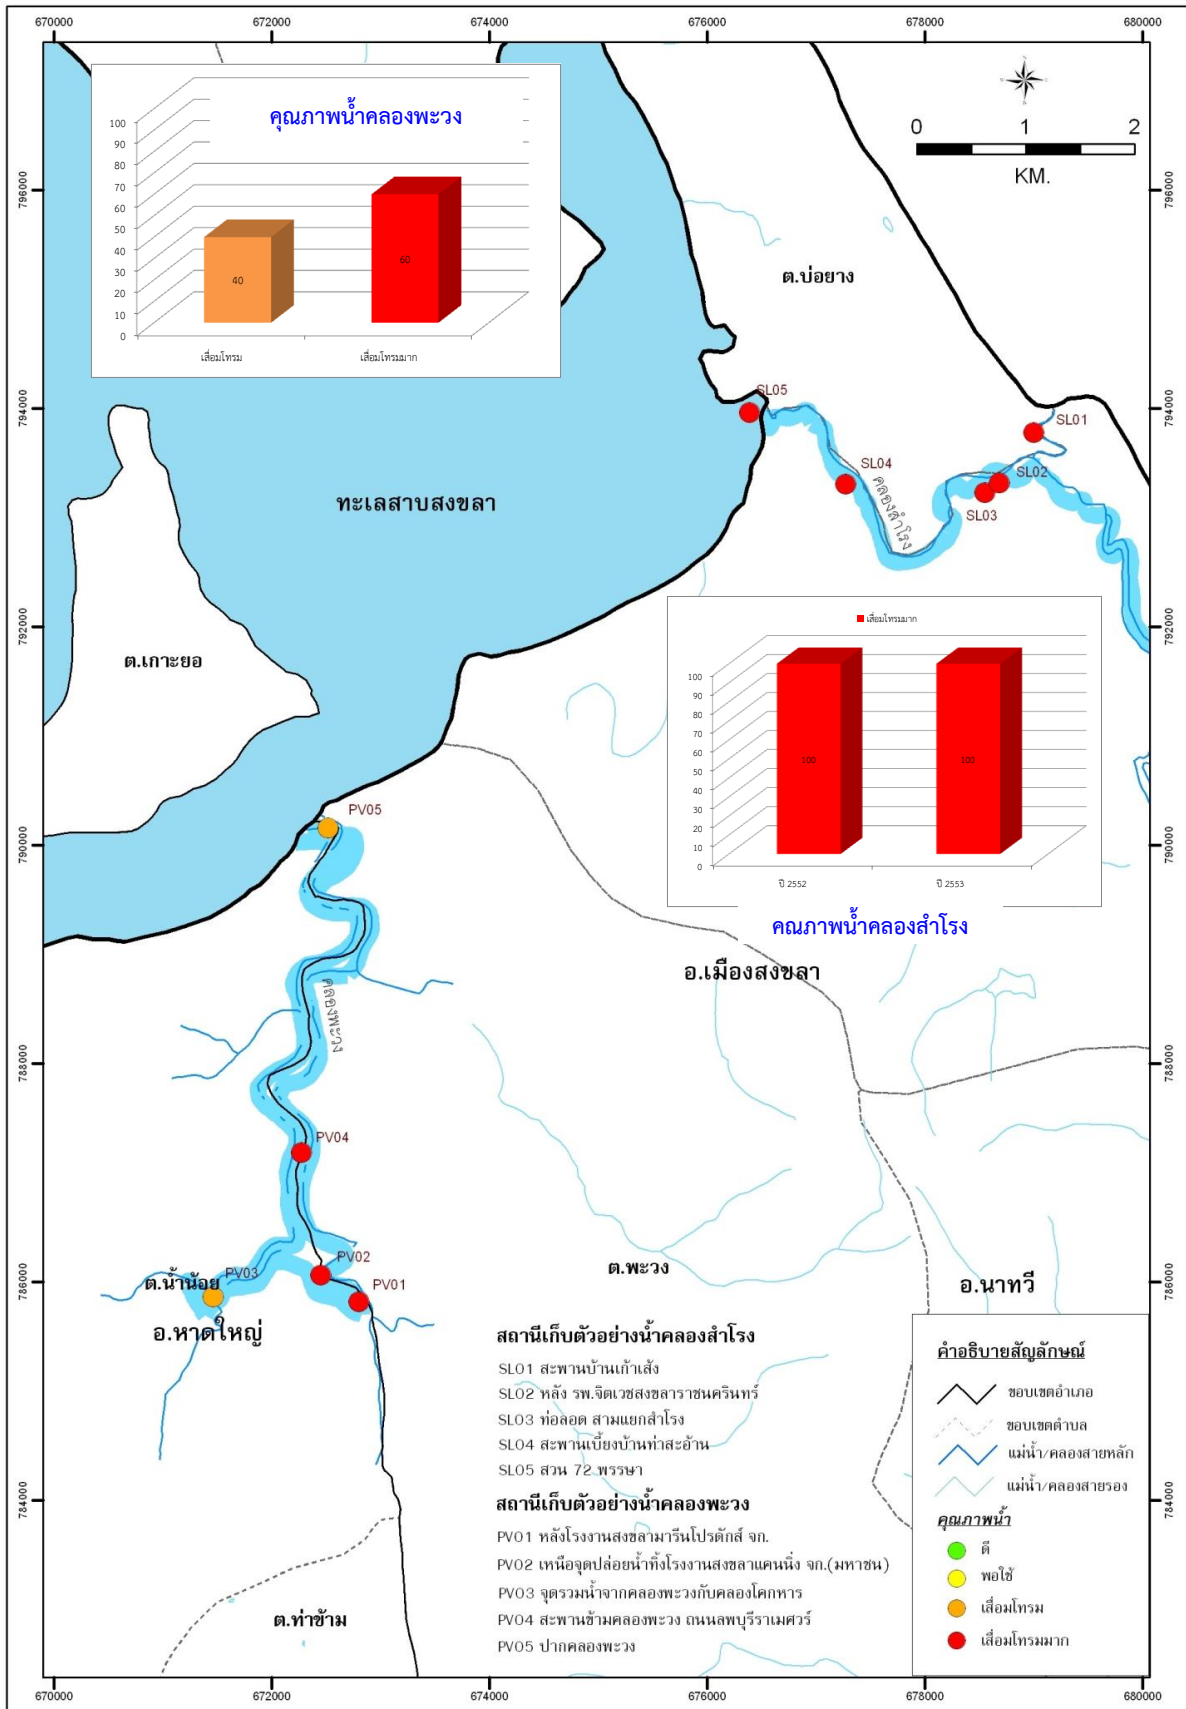 670000
672000
674000
676000
678000
680000
คุณภาพน้ำคลองพะวง
100
90
80
70
60
50
40
30
20
10
0
40
60
เสื่อมโทรม
เสื่อมโทรมมาก
0 1 2
KM.
796000
796000
ต.บ่อยาง
794000
794000
SL05
SL01
SL04
SL02
SL03
คลองสำโรง
ทะเลสาบสงขลา
792000
792000
ต.เกาะยอ
เสื่อมโทรมมาก
100
90
80
70
60
50
40
30
20
10
0
100
100
ปี 2552
ปี 2553
คณภาพน้ำคลองสำโรง
790000
790000
PV05
อ.เมืองสงขลา
คลองพะวง
788000
788000
PV04
PV02
PV03
PV01
786000
786000
ต.น้ำน้อย
อ.หาดใหญ่
ต.พะวง
อ.นาทวี
สถานีเก็บตัวอย่างน้ำคลองสำโรง
SL01 สะพานบ้านเก้าเส้ง
SL02 หลัง รพ.จิตเวชสงขลาราชนครินทร์
SL03 ท่อลอด สามแยกสำโรง
SL04 สะพานเบี่ยงบ้านท่าสะอ้าน
SL05 สวน 72 พรรษา
สถานีเก็บตัวอย่างน้ำคลองพะวง
PV01 หลังโรงงานสงขลามารีนโปรดักส์ จก.
PV02 เหนือจุดปล่อยน้ำทิ้งโรงงานสงขลาแคนนิ่ง จก.(มหาชน)
PV03 จุดรวมน้ำจากคลองพะวงกับคลองโคกหาร
PV04 สะพานข้ามคลองพะวง ถนนลพบุรีราเมศวร์
PV05 ปากคลองพะวง
คำอธิบายสัญลักษณ์
ขอบเขตอำเภอ
ขอบเขตตำบล
แม่น้ำ/คลองสายหลัก
แม่น้ำ/คลองสายรอง
คุณภาพน้ำ
ดี
พอใช้
เสื่อมโทรม
เสื่อมโทรมมาก
784000
784000
ต.ท่าข้าม
670000
672000
674000
676000
678000
680000